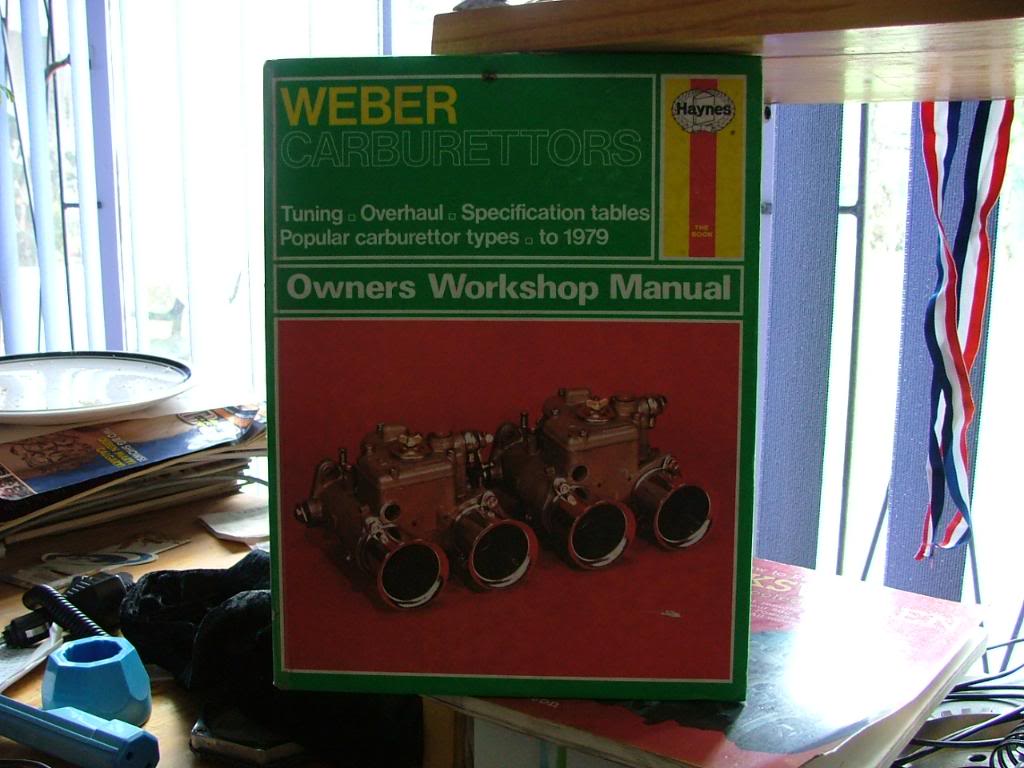 WEBER
CARBURETTORS
Tuning ▫ Overhaul ▫ Specification tables
Popular carburettor types ▫ to 1979
Haynes
THE
BOOK
Owners Workshop Manual